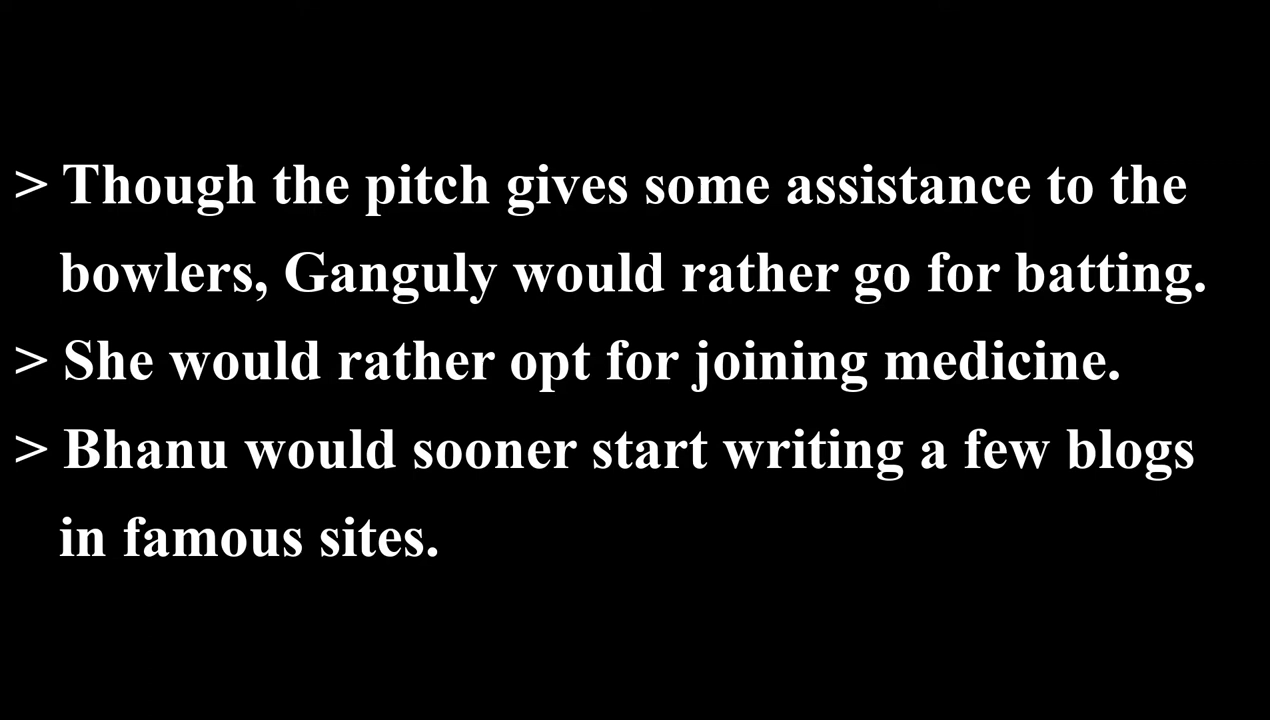 > Though the pitch gives some assistance to the
bowlers, Ganguly would rather go for batting.
> She would rather opt for joining medicine.
> Bhanu would sooner start writing a few blogs
in famous sites.